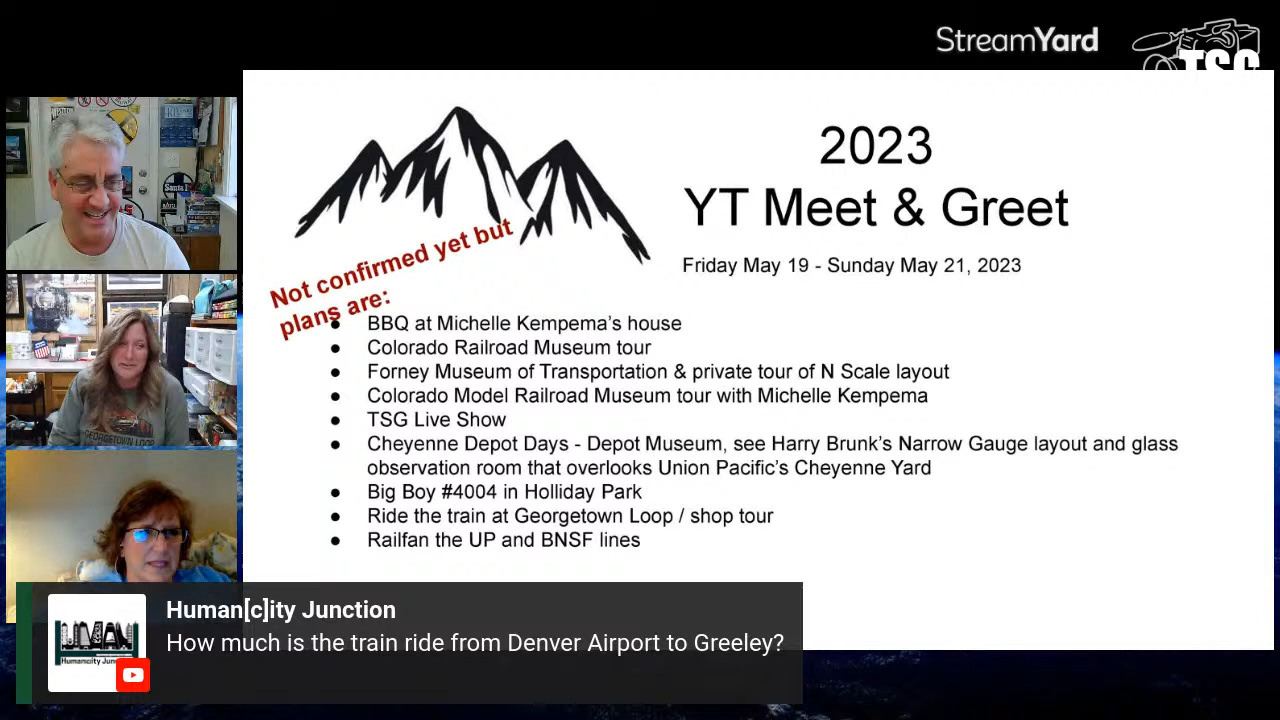 StreamYard
TSG
2023
YT Meet & Greet
Friday May 19 - Sunday May 21, 2023
Not confirmed yet but
plans are:
● BBQ at Michelle Kempema’s house
● Colorado Railroad Museum tour
● Forney Museum of Transportation & private tour of N Scale layout
● Colorado Model Railroad Museum tour with Michelle Kempema
● TSG Live Show
● Cheyenne Depot Days - Depot Museum, see Harry Brunk’s Narrow Gauge layout and glass
observation room that overlooks Union Pacific’s Cheyenne Yard
● Big Boy #4004 in Holliday Park
● Ride the train at Georgetown Loop / shop tour
● Railfan the UP and BNSF lines
GEORGETOWN LOOP
Human[c]ity Junction
How much is the train ride from Denver Airport to Greeley?